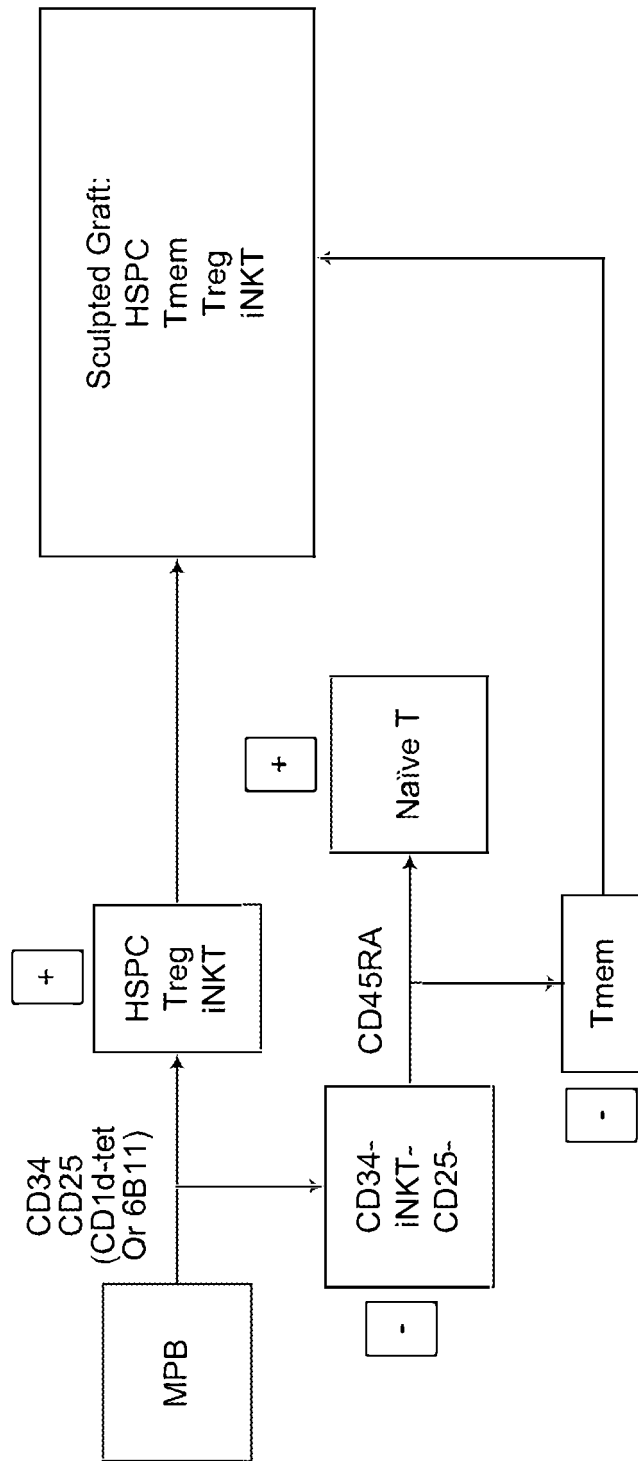 MPB
CD34
CD25
(CD1d-tet
Or 6B11)
+
HSPC
Treg
iNKT
Sculpted Graft:
HSPC
Tmem
Treg
iNKT
-
CD34-
iNKT-
CD25-
CD45RA
+
Naïve T
-
Tmem